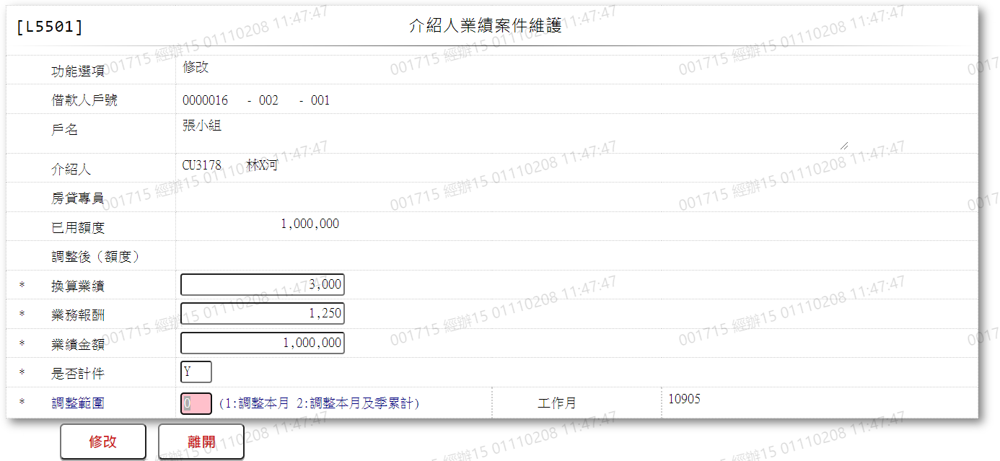 [L5501] 介紹人業績案件維護
功能選項 修改
借款人戶號 0000016 - 002 - 001
戶名 張小組
介紹人 CU3178 林X河
房貸專員
已用額度 1,000,000
調整後（額度）
* 換算業績 3,000
* 業務報酬 1,250
* 業績金額 1,000,000
* 是否計件 Y
* 調整範圍 0 (1:調整本月 2:調整本月及季累計) 工作月 10905
修改 離開
001715 經辦15 01110208 11:47:47